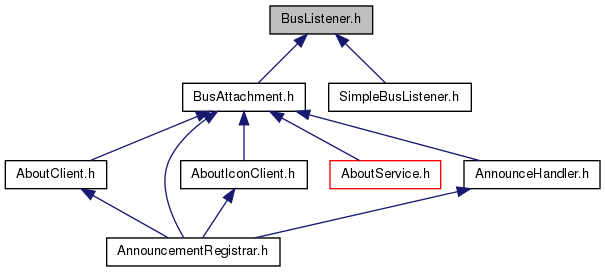 BusListener.h
BusAttachment.h
SimpleBusListener.h
AboutClient.h
AboutIconClient.h
AboutService.h
AnnounceHandler.h
AnnouncementRegistrar.h